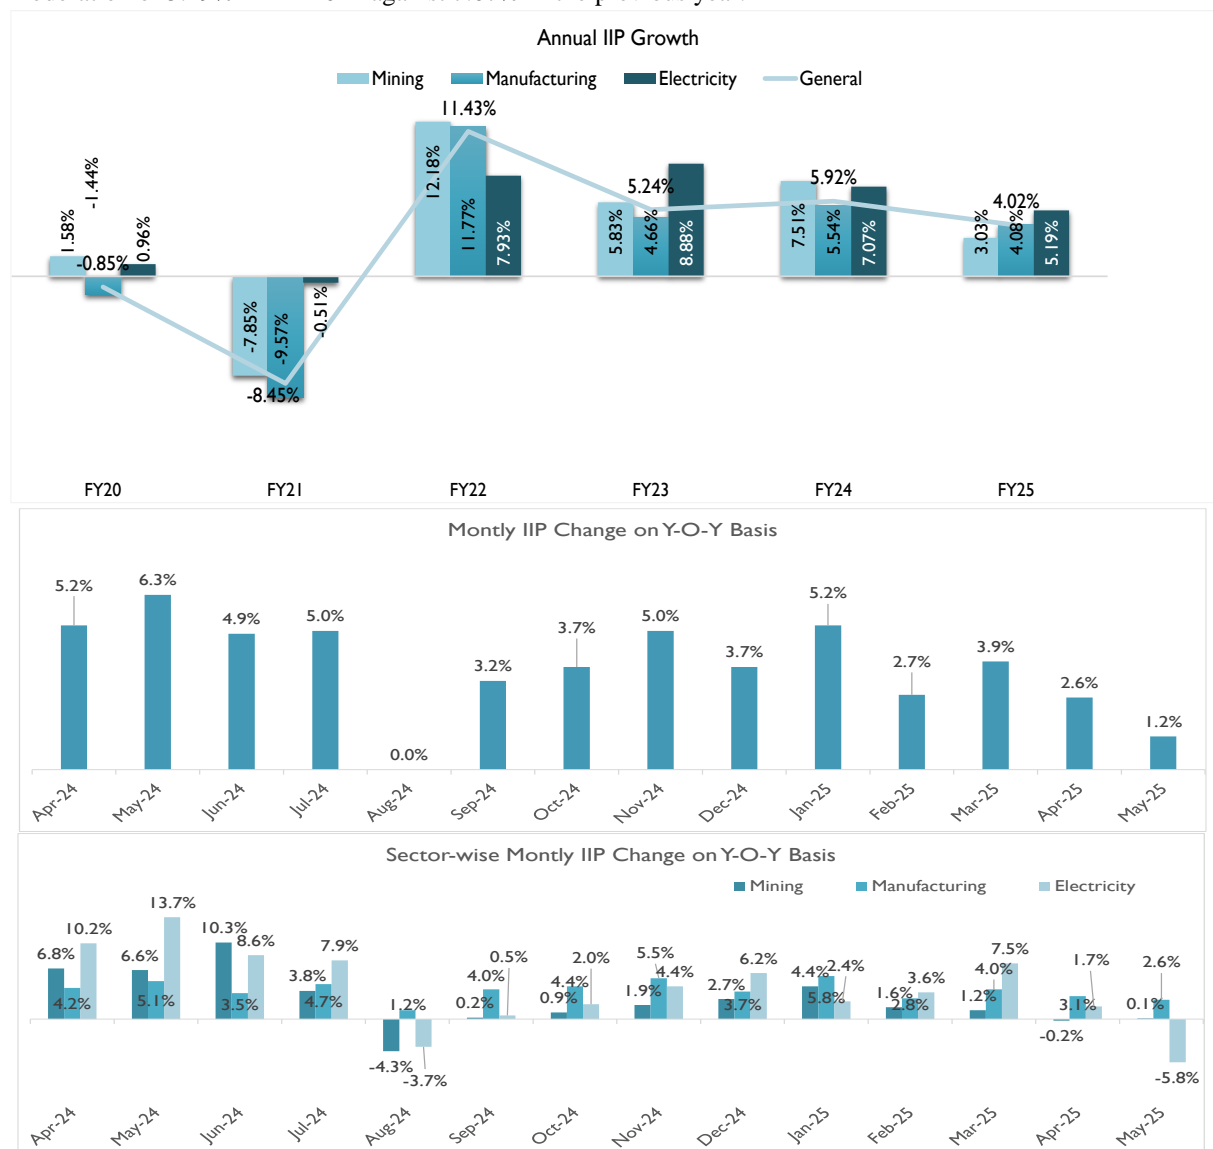 Annual IIP Growth
Mining Manufacturing Electricity General
1.58% -1.44% -0.85% 0.96%
-7.85% -9.57% -8.45% -0.51%
12.18% 11.77% 11.43% 7.93%
5.83% 4.66% 5.24% 8.88%
7.51% 5.54% 5.92% 7.07%
3.03% 4.08% 4.02% 5.19%
FY20 FY21 FY22 FY23 FY24 FY25
Montly IIP Change on Y-O-Y Basis
5.2% 6.3% 4.9% 5.0% 0.0% 3.2% 3.7% 5.0% 3.7% 5.2% 2.7% 3.9% 2.6% 1.2%
Apr-24 May-24 Jun-24 Jul-24 Aug-24 Sep-24 Oct-24 Nov-24 Dec-24 Jan-25 Feb-25 Mar-25 Apr-25 May-25
Sector-wise Montly IIP Change on Y-O-Y Basis
Mining Manufacturing Electricity
6.8% 4.2% 10.2%
6.6% 5.1% 13.7%
10.3% 3.5% 8.6%
3.8% 4.7% 7.9%
-4.3% 1.2% -3.7%
0.2% 4.0% 0.5%
0.9% 4.4% 2.0%
1.9% 5.5% 4.4%
2.7% 3.7% 6.2%
4.4% 5.8% 2.4%
1.6% 2.8% 3.6%
1.2% 4.0% 7.5%
-0.2% 3.1% 1.7%
0.1% 2.6% -5.8%
Apr-24 May-24 Jun-24 Jul-24 Aug-24 Sep-24 Oct-24 Nov-24 Dec-24 Jan-25 Feb-25 Mar-25 Apr-25 May-25